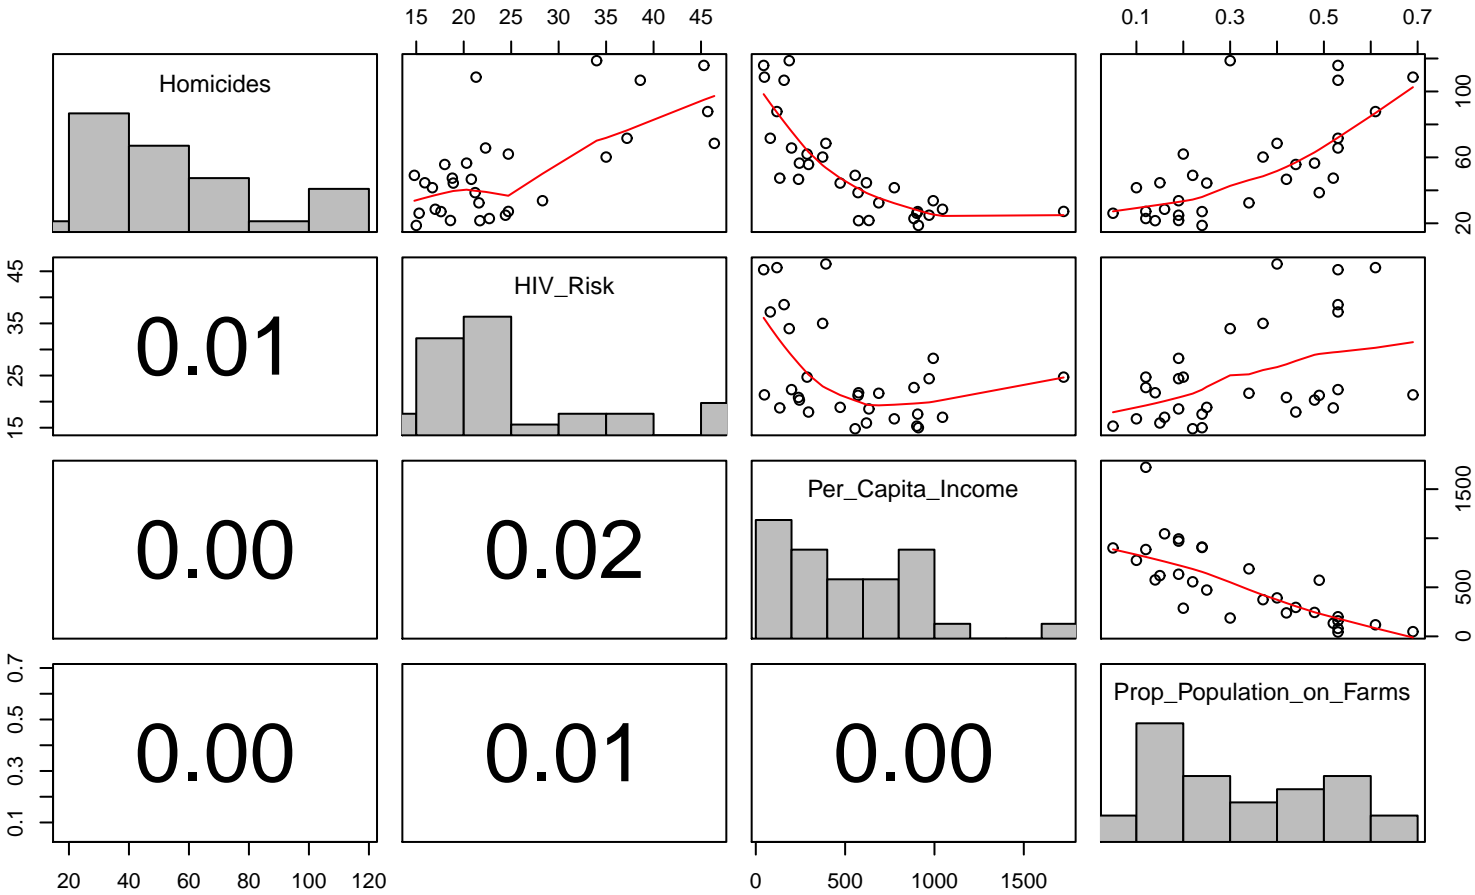 15 20 25 30 35 40 45
0.1 0.3 0.5 0.7
Homicides
20 60 100
15 25 35 45
0.01
HIV_Risk
0.00
0.02
Per_Capita_Income
0 500 1500
0.1 0.3 0.5 0.7
0.00
0.01
0.00
Prop_Population_on_Farms
20 40 60 80 100 120
0 500 1000 1500